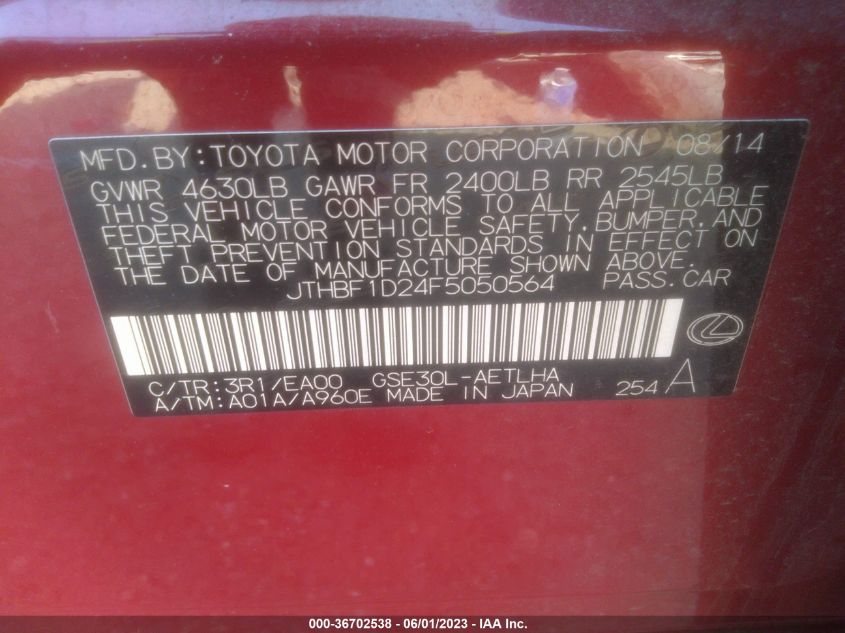 MFD.BY:TOYOTA MOTOR CORPORATION 08/14
GVWR 4630LB GAWR FR 2400LB RR 2545LB
THIS VEHICLE CONFORMS TO ALL APPLICABLE
FEDERAL MOTOR VEHICLE SAFETY,BUMPER,AND
THEFT PREVENTION STANDARDS IN EFFECT ON
THE DATE OF MANUFACTURE SHOWN ABOVE.
JTHBF1D24F5050564 PASS.CAR
C/TR:3R1/EA00 GSE30L-AETLHA
A/TM:A01A/A960E MADE IN JAPAN 254 A
000-36702538 - 06/01/2023 - IAA Inc.